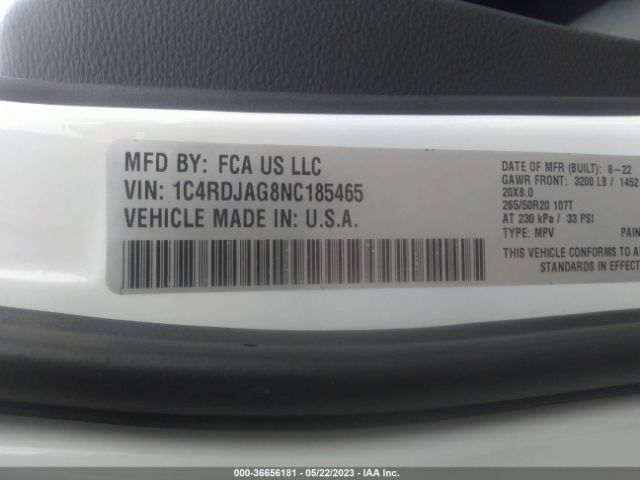 MFD BY: FCA US LLC
VIN: 1C4RDJAG8NC185465
VEHICLE MADE IN: U.S.A.
DATE OF MFR (BUILT): 8-22
GAWR FRONT: 3200 LB / 1452
20X8.0
265/50R20 107T
AT 230 kPa / 33 PSI
TYPE: MPV PAIN
THIS VEHICLE CONFORMS TO A
STANDARDS IN EFFECT
000-36656181 - 05/22/2023 - IAA Inc.